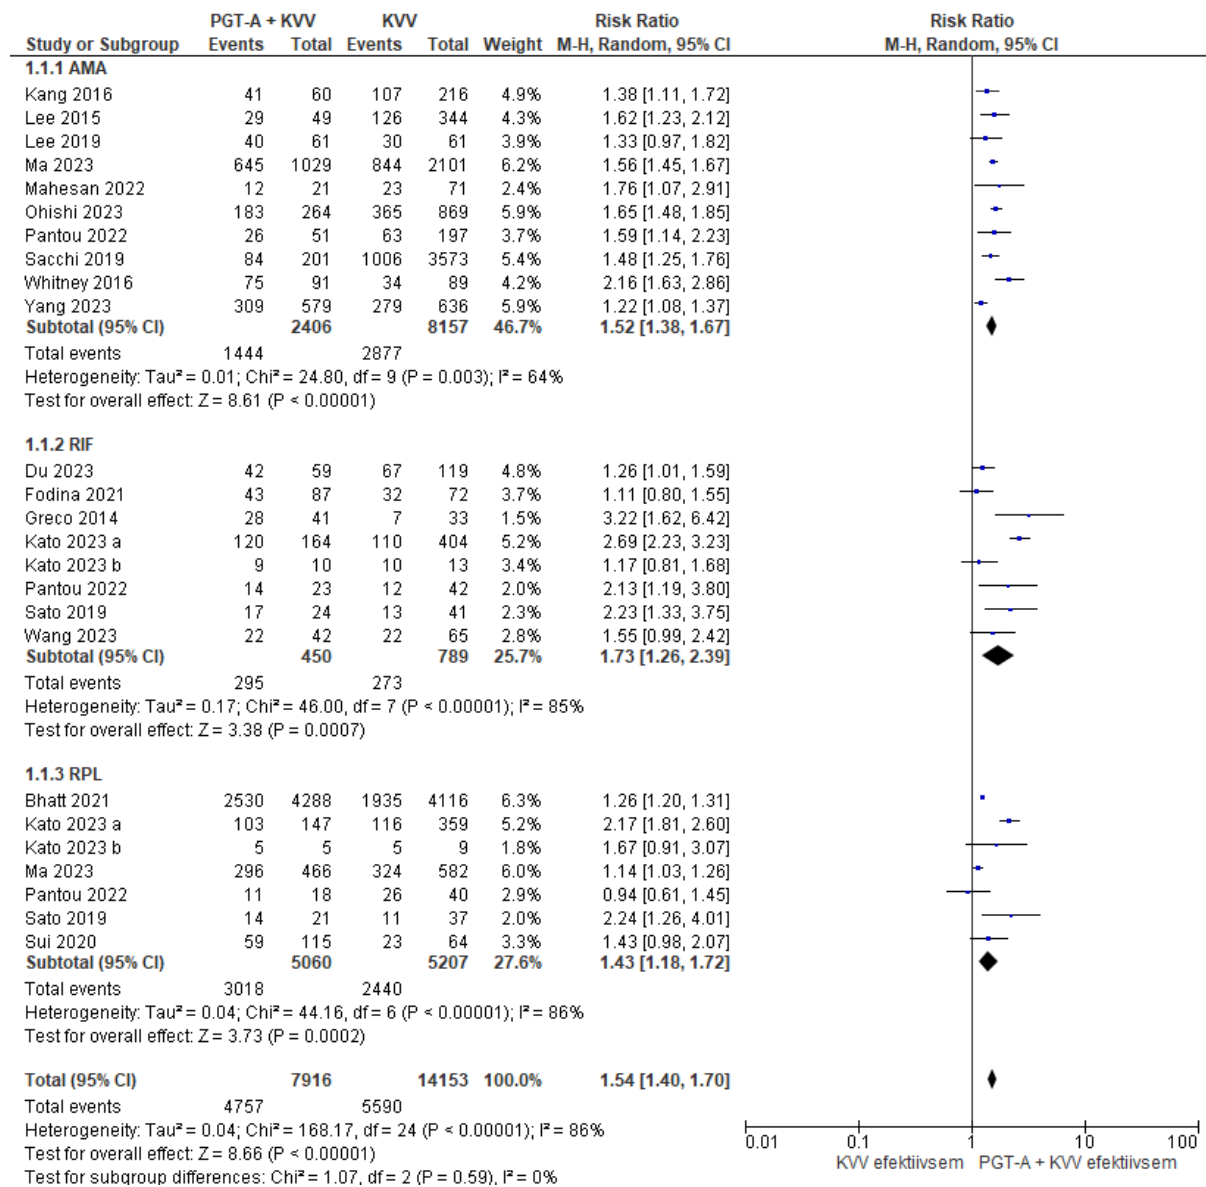 PGT-A + KVV KVV Risk Ratio Risk Ratio
Study or Subgroup Events Total Events Total Weight M-H, Random, 95% CI M-H, Random, 95% CI
1.1.1 AMA
Kang 2016 41 60 107 216 4.9% 1.38 [1.11, 1.72]
Lee 2015 29 49 126 344 4.3% 1.62 [1.23, 2.12]
Lee 2019 40 61 30 61 4.0% 1.33 [0.97, 1.82]
Ma 2023 645 1029 844 2101 6.2% 1.56 [1.45, 1.67]
Mahesan 2022 12 21 23 71 2.4% 1.76 [1.07, 2.91]
Ohishi 2023 183 264 365 869 5.9% 1.65 [1.48, 1.85]
Pantou 2022 26 51 63 197 3.7% 1.59 [1.14, 2.23]
Sacchi 2019 84 201 1006 3573 5.4% 1.48 [1.25, 1.76]
Whitney 2016 75 91 34 89 4.2% 2.16 [1.63, 2.86]
Yang 2023 309 579 279 636 5.9% 1.22 [1.08, 1.37]
Subtotal (95% CI) 2406 8157 46.7% 1.52 [1.38, 1.67]
Total events 1444 2877
Heterogeneity: Tau² = 0.01; Chi² = 24.80, df = 9 (P = 0.003); I² = 64%
Test for overall effect: Z = 8.61 (P < 0.00001)
1.1.2 RIF
Du 2023 42 59 67 119 4.8% 1.26 [1.01, 1.59]
Fodina 2021 43 87 32 72 3.7% 1.11 [0.80, 1.55]
Greco 2014 28 41 7 33 1.5% 3.22 [1.62, 6.42]
Kato 2023 a 120 164 110 404 5.2% 2.69 [2.23, 3.23]
Kato 2023 b 9 10 10 13 3.4% 1.17 [0.81, 1.68]
Pantou 2022 14 23 12 42 2.0% 2.13 [1.19, 3.80]
Sato 2019 17 24 13 41 2.3% 2.23 [1.33, 3.75]
Wang 2023 22 42 22 65 2.8% 1.55 [0.99, 2.42]
Subtotal (95% CI) 450 789 25.7% 1.73 [1.26, 2.39]
Total events 295 273
Heterogeneity: Tau² = 0.17; Chi² = 46.00, df = 7 (P < 0.00001); I² = 85%
Test for overall effect: Z = 3.38 (P = 0.0007)
1.1.3 RPL
Bhatt 2021 2530 4288 1935 4116 6.3% 1.26 [1.20, 1.31]
Kato 2023 a 103 147 116 359 5.2% 2.17 [1.81, 2.60]
Kato 2023 b 5 5 5 9 1.8% 1.67 [0.91, 3.07]
Ma 2023 296 466 324 582 6.0% 1.14 [1.03, 1.26]
Pantou 2022 11 18 26 40 2.9% 0.94 [0.61, 1.45]
Sato 2019 14 21 11 37 2.0% 2.24 [1.26, 4.01]
Sui 2020 59 115 23 64 3.3% 1.43 [0.98, 2.07]
Subtotal (95% CI) 5060 5207 27.6% 1.43 [1.18, 1.72]
Total events 3018 2440
Heterogeneity: Tau² = 0.04; Chi² = 44.16, df = 6 (P < 0.00001); I² = 86%
Test for overall effect: Z = 3.73 (P = 0.0002)
Total (95% CI) 7916 14153 100.0% 1.54 [1.40, 1.70]
Total events 4757 5590
Heterogeneity: Tau² = 0.04; Chi² = 168.17, df = 24 (P < 0.00001); I² = 86%
Test for overall effect: Z = 8.66 (P < 0.00001)
Test for subgroup differences: Chi² = 1.07, df = 2 (P = 0.59), I² = 0%
0.01 0.1 1 10 100
KVV efektiivsem PGT-A + KVV efektiivsem